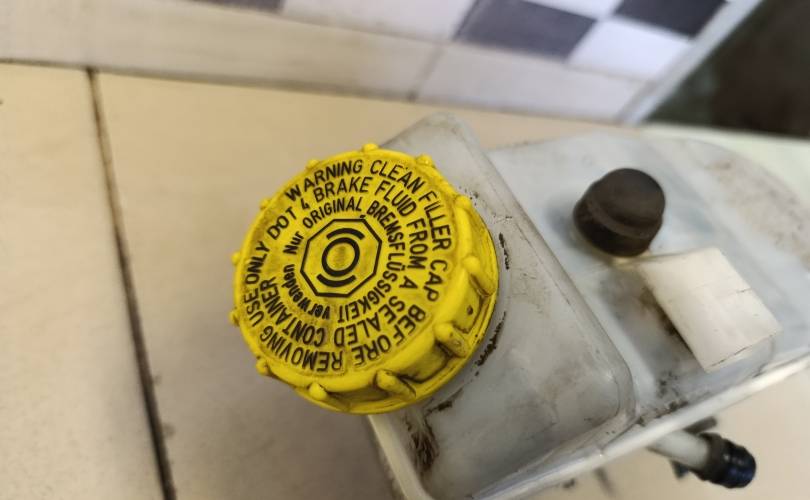 WARNING CLEAN FILLER CAP BEFORE REMOVING
USE ONLY DOT 4 BRAKE FLUID FROM A SEALED CONTAINER
Nur ORIGINAL BREMSFLÜSSIGKEIT verwenden